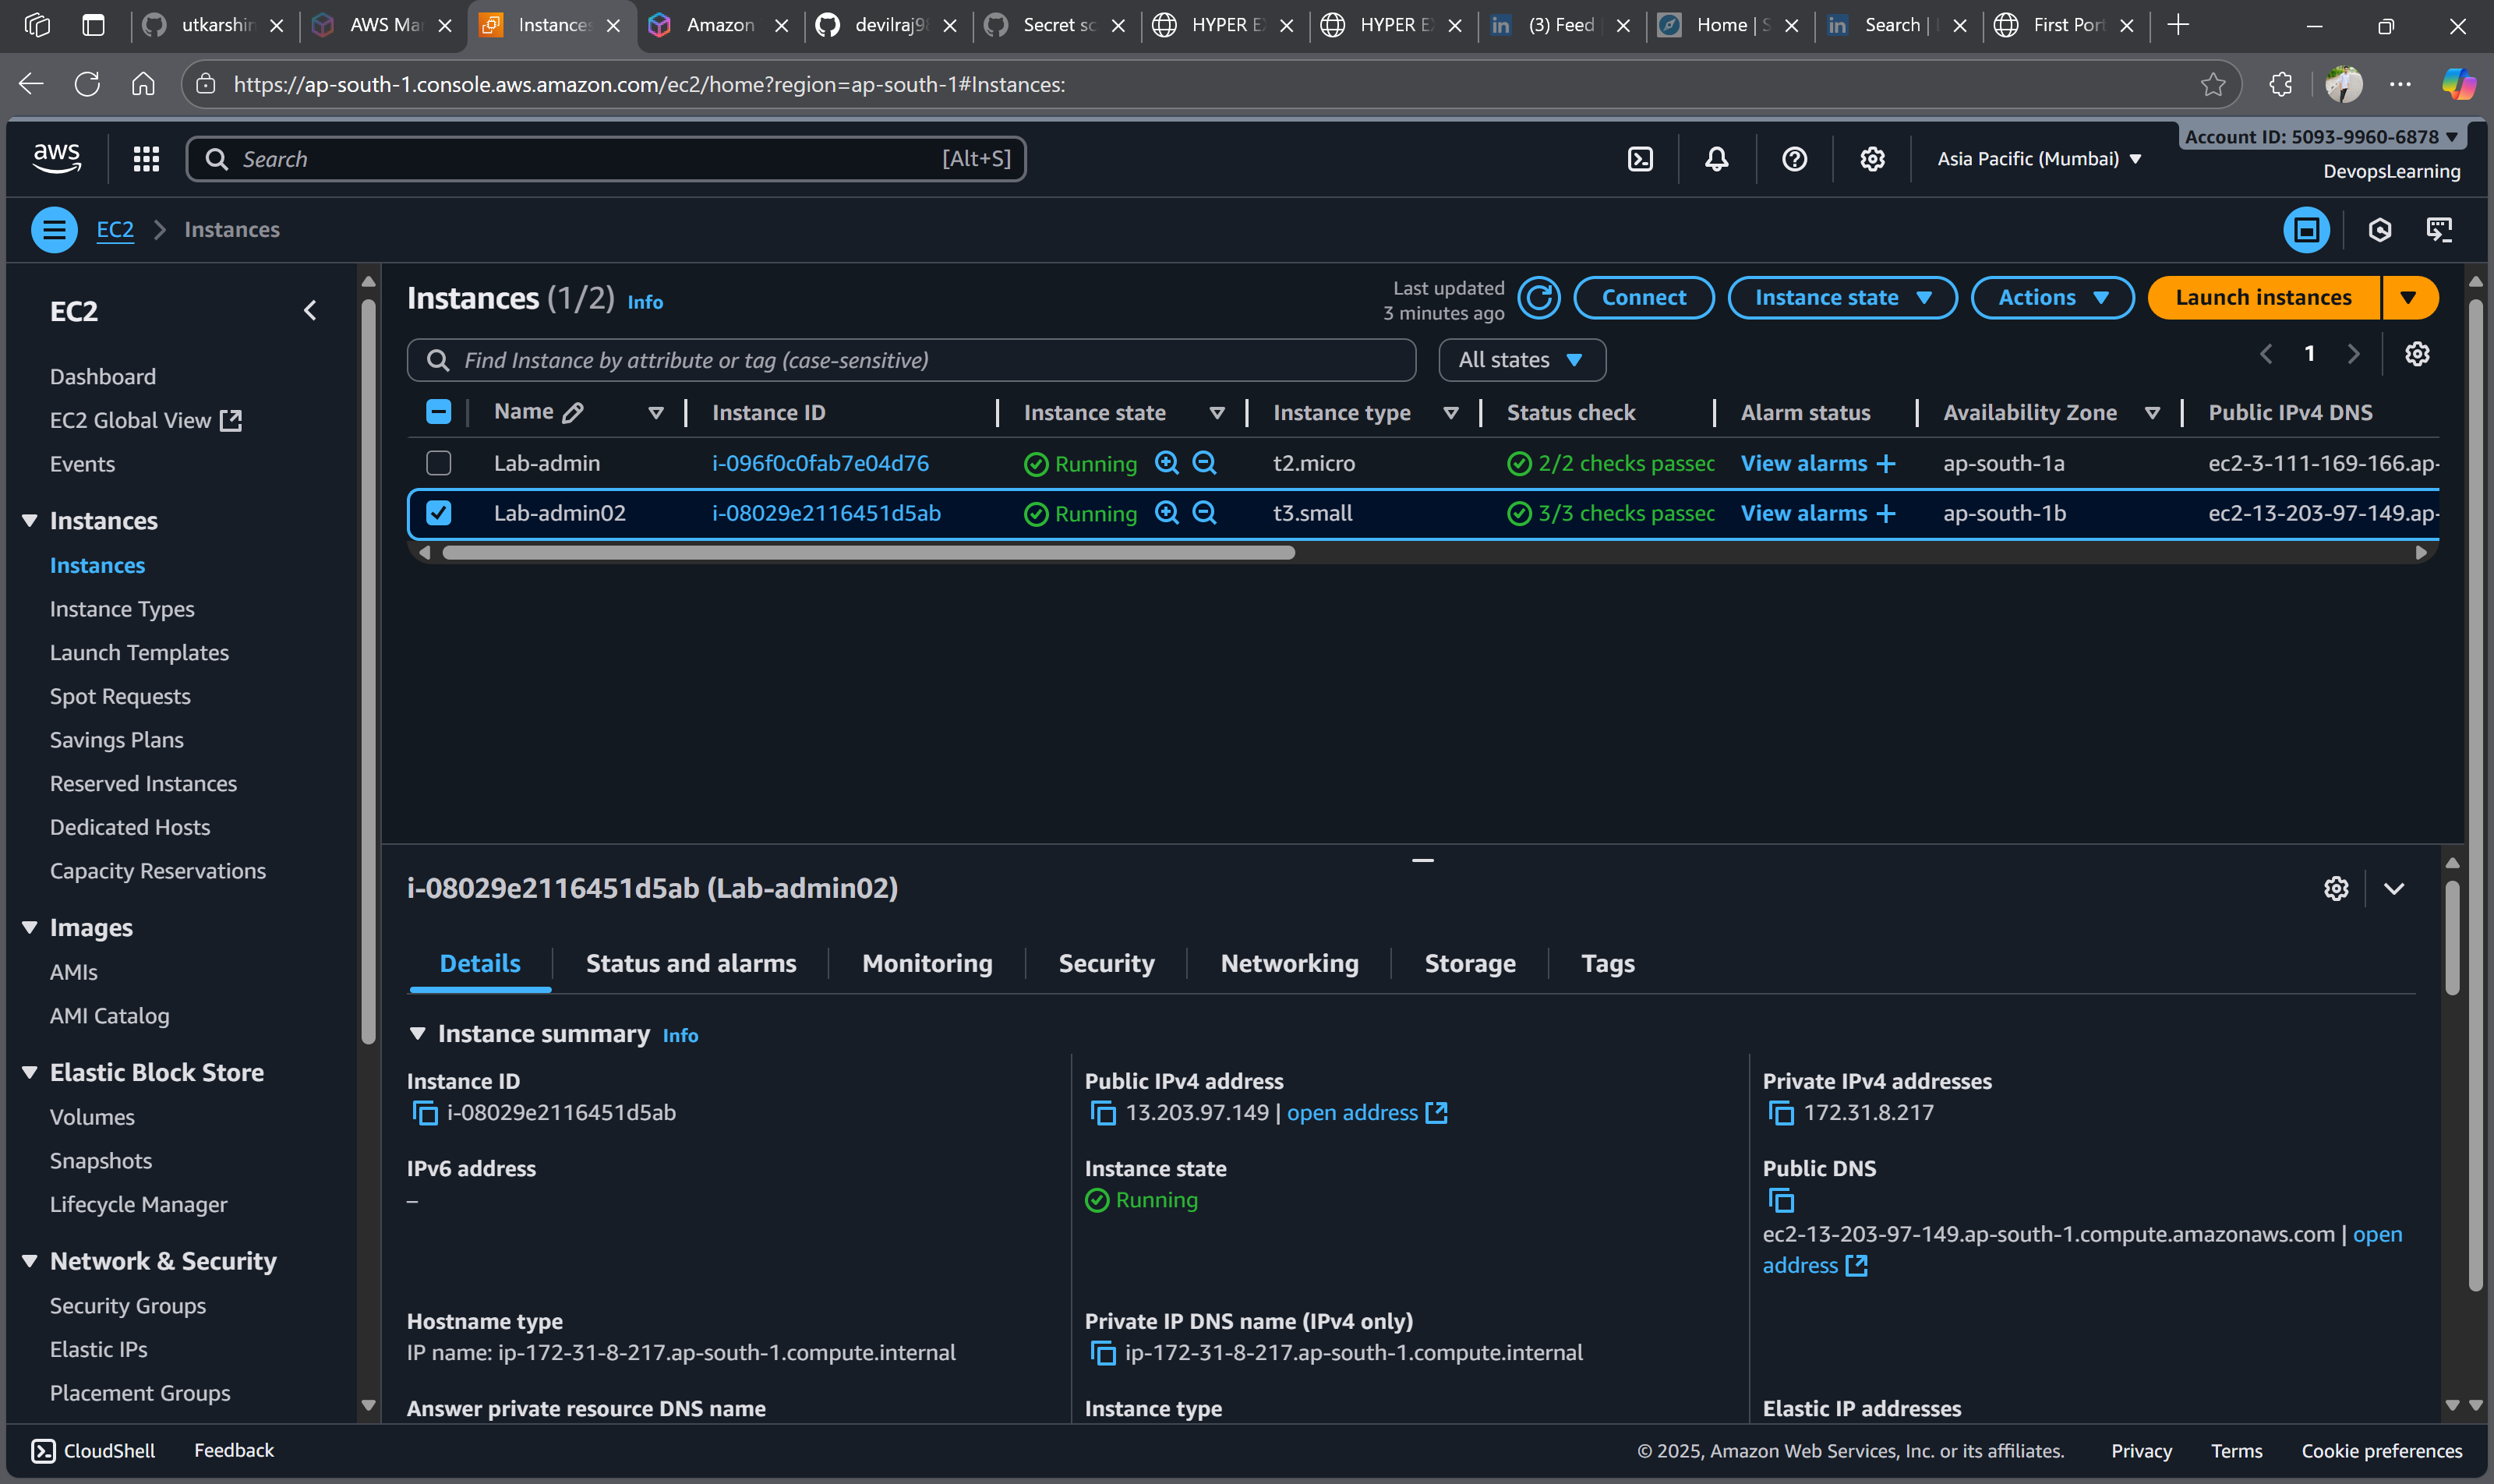 utkarshin
AWS Ma
Instances
Amazon
devilraj98
Secret sc
HYPER E
HYPER E
(3) Feed
Home | S
Search | L
First Port
https://ap-south-1.console.aws.amazon.com/ec2/home?region=ap-south-1#Instances:
aws
Search
[Alt+S]
Asia Pacific (Mumbai)
Account ID: 5093-9960-6878
DevopsLearning
EC2
Instances
EC2
Dashboard
EC2 Global View
Events
Instances
Instances
Instance Types
Launch Templates
Spot Requests
Savings Plans
Reserved Instances
Dedicated Hosts
Capacity Reservations
Images
AMIs
AMI Catalog
Elastic Block Store
Volumes
Snapshots
Lifecycle Manager
Network & Security
Security Groups
Elastic IPs
Placement Groups
Instances (1/2) Info
Last updated
3 minutes ago
Connect
Instance state
Actions
Launch instances
Find Instance by attribute or tag (case-sensitive)
All states
1
Name Instance ID Instance state Instance type Status check Alarm status Availability Zone Public IPv4 DNS
Lab-admin i-096f0c0fab7e04d76 Running t2.micro 2/2 checks passec View alarms + ap-south-1a ec2-3-111-169-166.ap-
Lab-admin02 i-08029e2116451d5ab Running t3.small 3/3 checks passec View alarms + ap-south-1b ec2-13-203-97-149.ap-
i-08029e2116451d5ab (Lab-admin02)
Details Status and alarms Monitoring Security Networking Storage Tags
Instance summary Info
Instance ID
i-08029e2116451d5ab
Public IPv4 address
13.203.97.149 | open address
Private IPv4 addresses
172.31.8.217
IPv6 address
–
Instance state
Running
Public DNS
ec2-13-203-97-149.ap-south-1.compute.amazonaws.com | open
address
Hostname type
IP name: ip-172-31-8-217.ap-south-1.compute.internal
Private IP DNS name (IPv4 only)
ip-172-31-8-217.ap-south-1.compute.internal
Answer private resource DNS name
Instance type
Elastic IP addresses
CloudShell
Feedback
© 2025, Amazon Web Services, Inc. or its affiliates.
Privacy
Terms
Cookie preferences